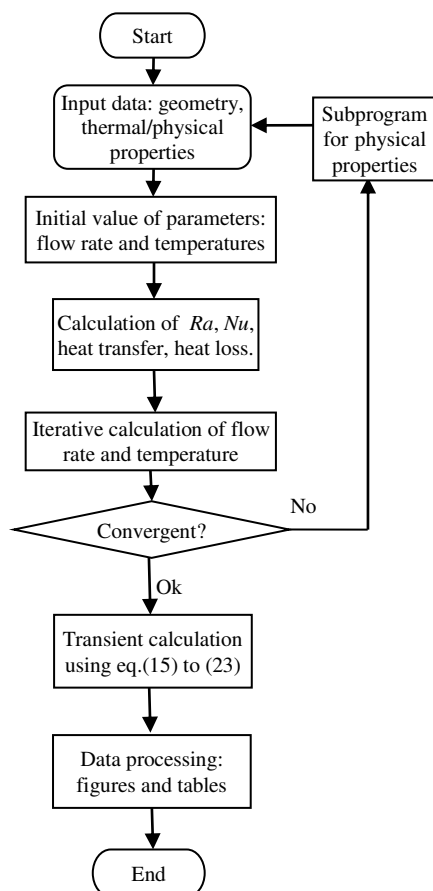 Start
Input data: geometry,
thermal/physical
properties
Subprogram
for physical
properties
Initial value of parameters:
flow rate and temperatures
Calculation of Ra, Nu,
heat transfer, heat loss.
Iterative calculation of flow
rate and temperature
Convergent?
No
Ok
Transient calculation
using eq.(15) to (23)
Data processing:
figures and tables
End